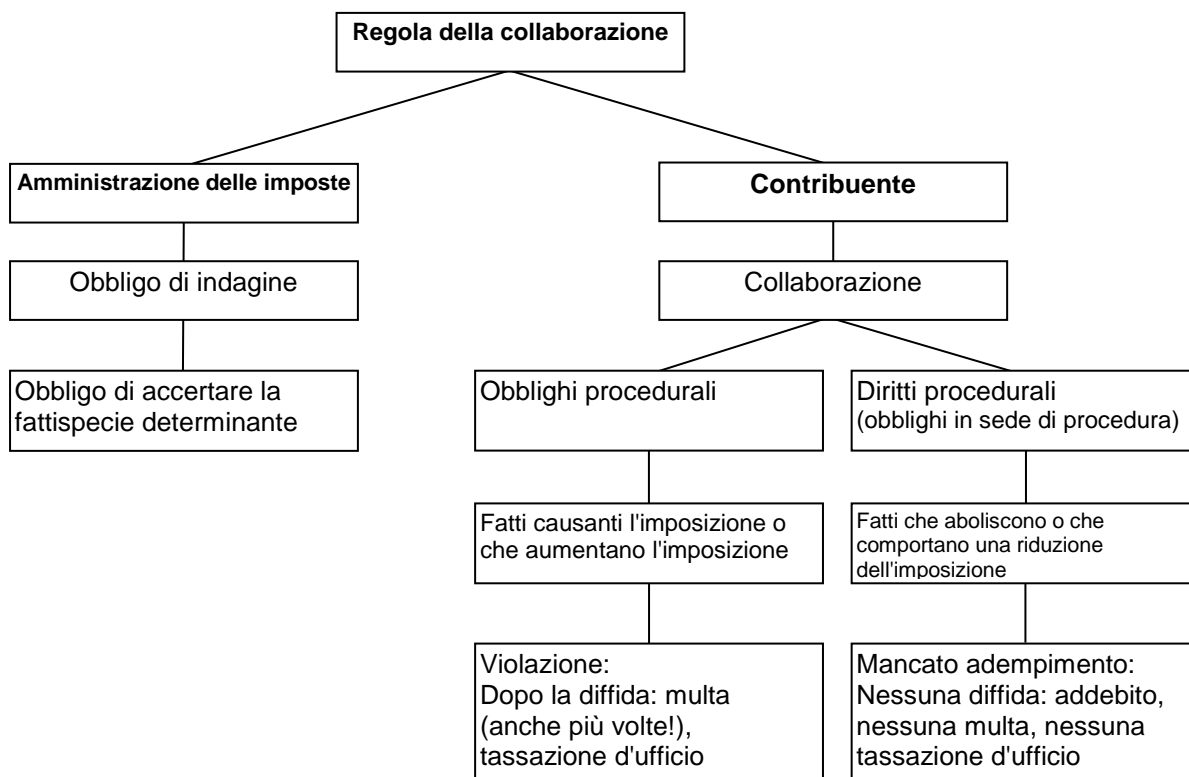 Regola della collaborazione
Amministrazione delle imposte
Contribuente
Obbligo di indagine
Collaborazione
Obbligo di accertare la
fattispecie determinante
Obblighi procedurali
Diritti procedurali
(obblighi in sede di procedura)
Fatti causanti l'imposizione o
che aumentano l'imposizione
Fatti che aboliscono o che
comportano una riduzione
dell'imposizione
Violazione:
Dopo la diffida: multa
(anche più volte!),
tassazione d'ufficio
Mancato adempimento:
Nessuna diffida: addebito,
nessuna multa, nessuna
tassazione d'ufficio